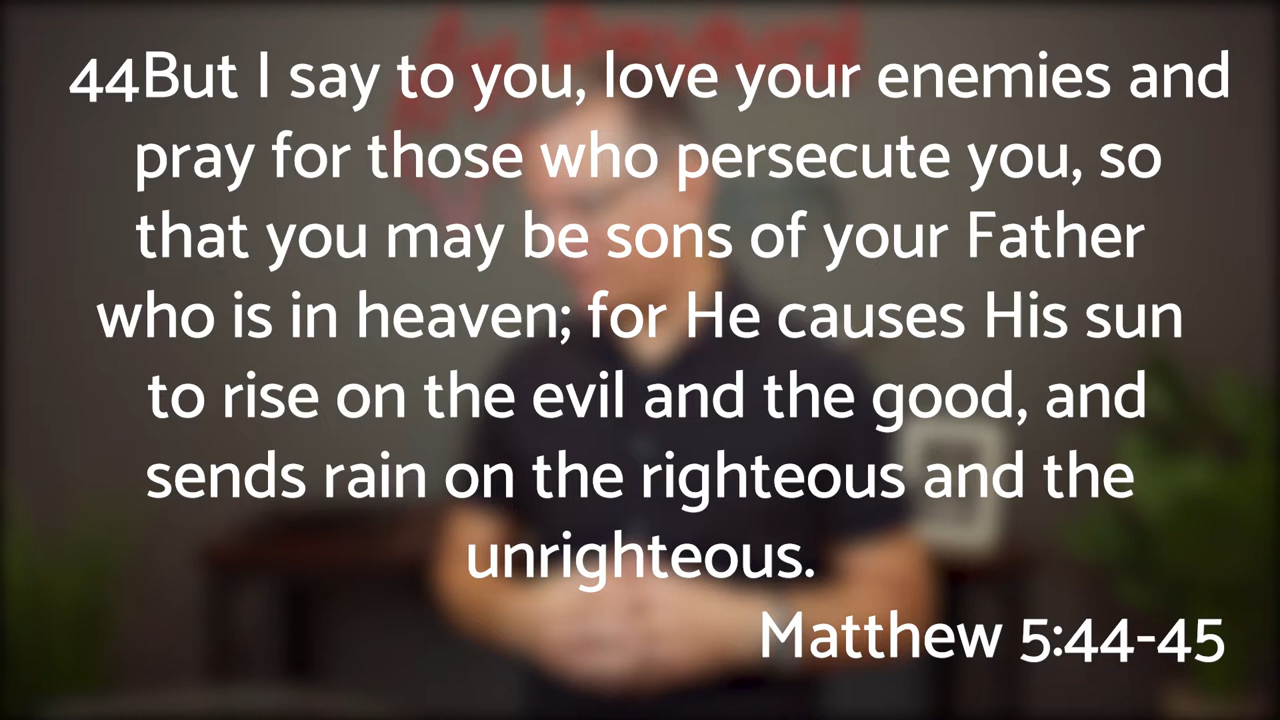 for Revival
44But I say to you, love your enemies and
pray for those who persecute you, so
that you may be sons of your Father
who is in heaven; for He causes His sun
to rise on the evil and the good, and
sends rain on the righteous and the
unrighteous.
Matthew 5:44-45